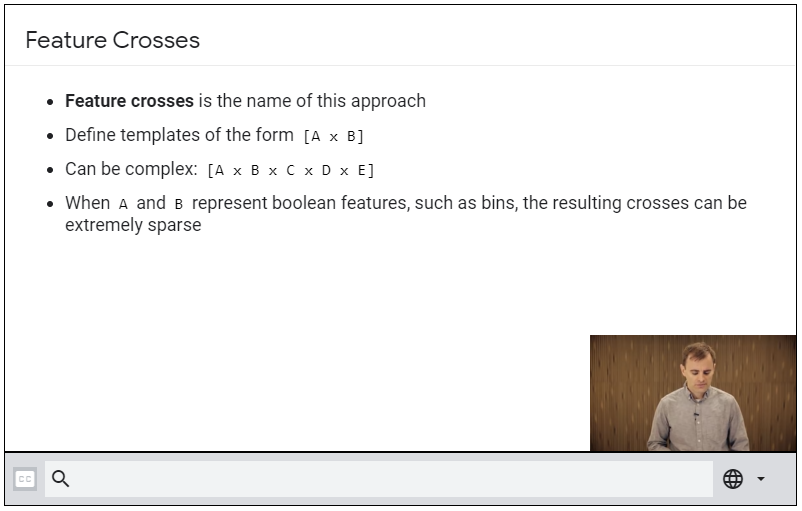 Feature Crosses
Feature crosses is the name of this approach
Define templates of the form [A x B]
Can be complex: [A x B x C x D x E]
When A and B represent boolean features, such as bins, the resulting crosses can be
extremely sparse
CC